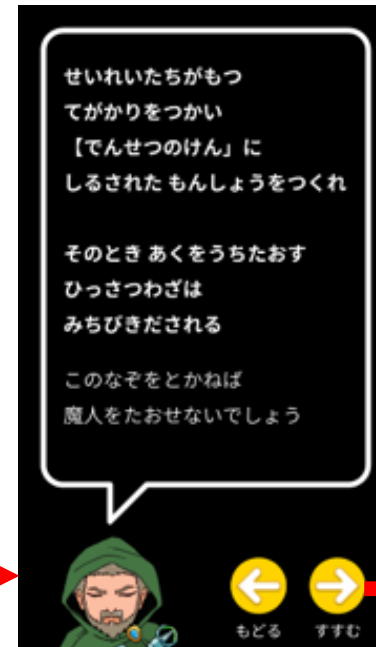 せいれいたちがもつ
てがかりをつかい
【でんせつのけん」に
しるされた もんしょうをつくれ
そのとき あくをうちたおす
ひっさつわざは
みちびきだされる
このなぞをとかねば
魔人をたおせないでしょう
もどる
すすむ